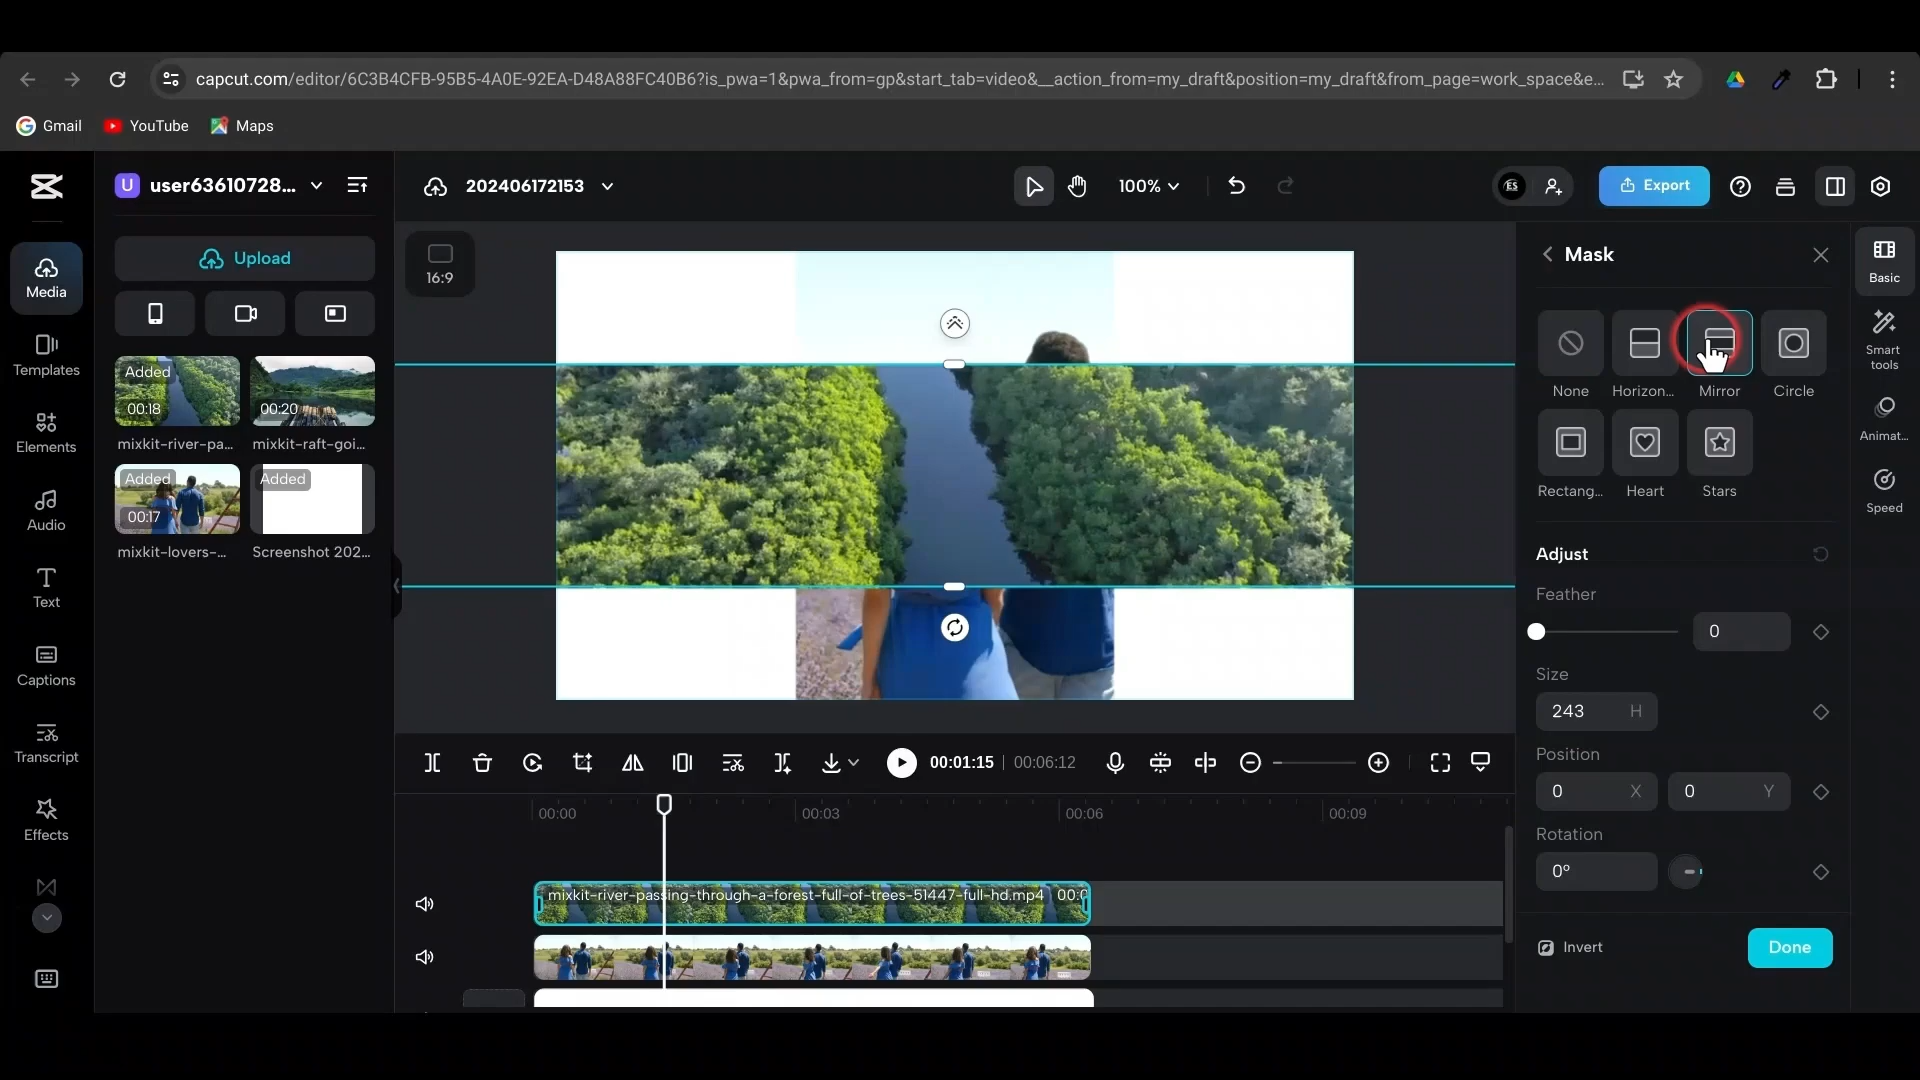 capcut.com/editor/6C3B4CFB-95B5-4A0E-92EA-D48A88FC40B6?is_pwa=1&pwa_from=gp&start_tab=video&__action_from=my_draft&position=my_draft&from_page=work_space&e...
Gmail YouTube Maps
U user63610728...
202406172153
100%
ES
Export
Upload
16:9
Mask
Media
Templates
Elements
Audio
Text
Captions
Transcript
Effects
Added
00:18
mixkit-river-pa...
00:20
mixkit-raft-goi...
Added
00:17
mixkit-lovers-...
Added
Screenshot 202...
None Horizon... Mirror Circle
Rectang... Heart Stars
Adjust
Feather
0
Size
243 H
Position
0 X 0 Y
Rotation
0°
Invert
Done
Basic
Smart tools
Animat...
Speed
00:01:15 | 00:06:12
00:00 00:03 00:06 00:09
mixkit-river-passing-through-a-forest-full-of-trees-51447-full-hd.mp4